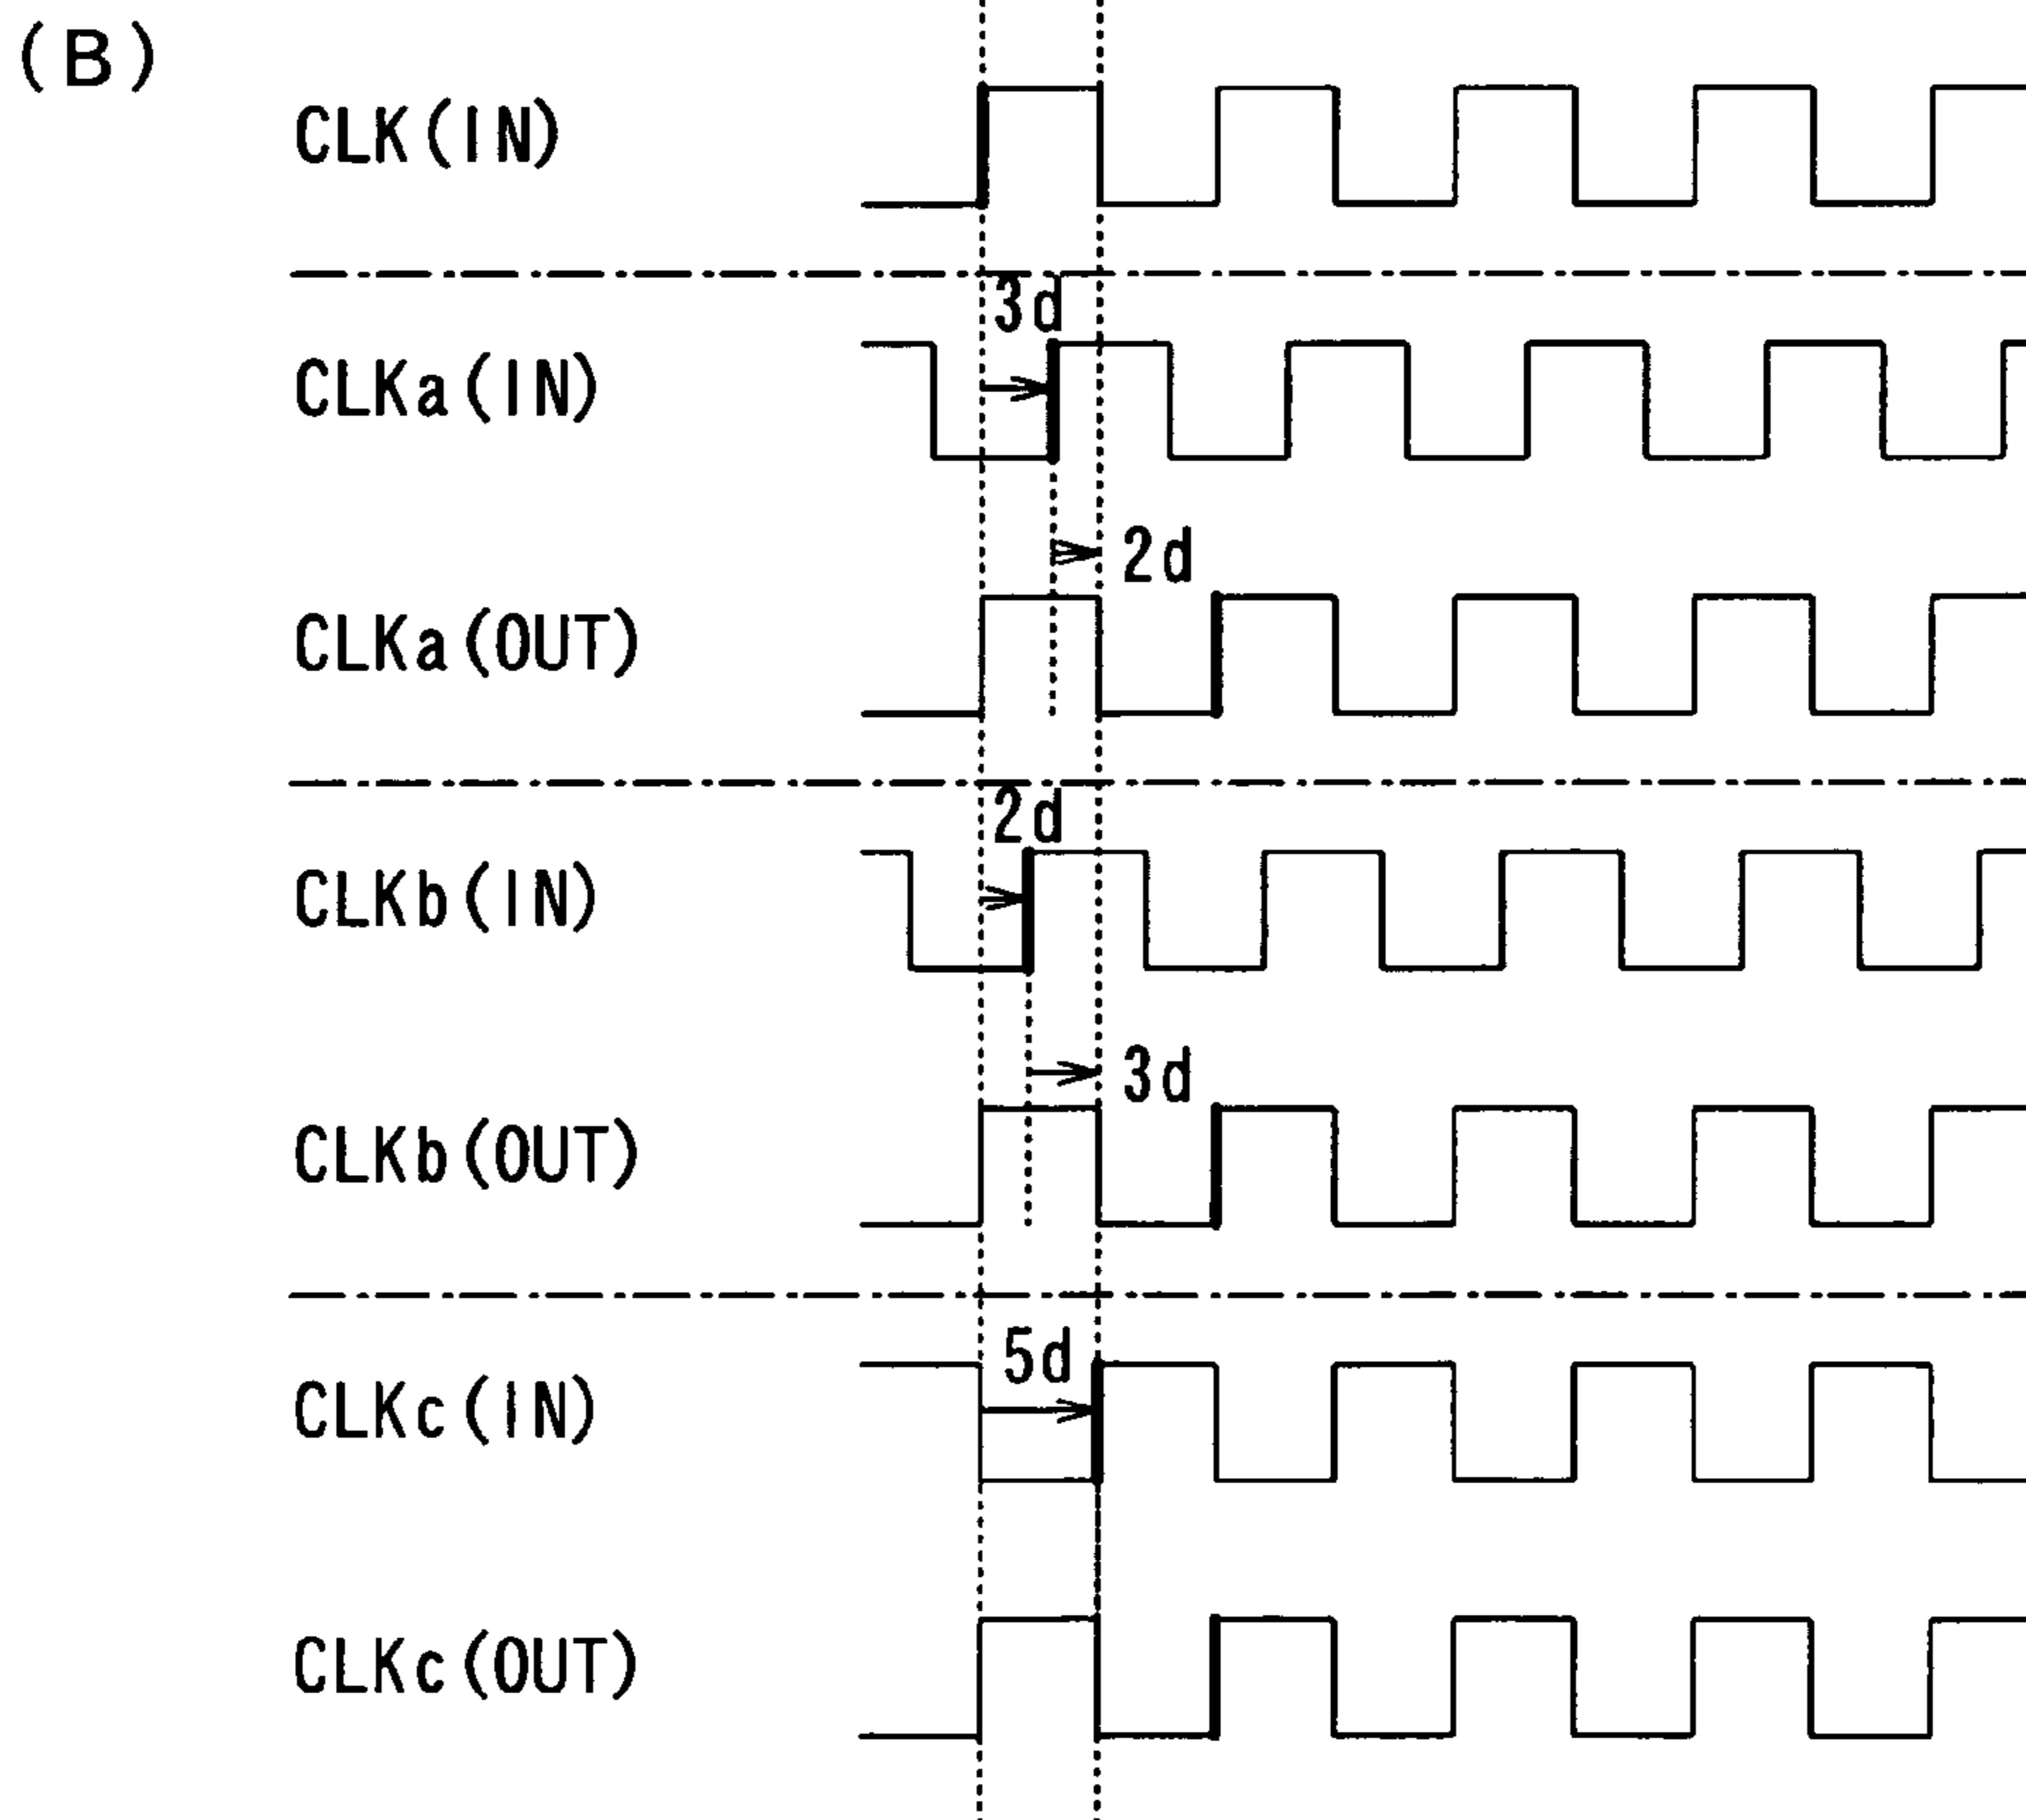 (B)
CLK(IN)
3d
CLKa(IN)
2d
CLKa(OUT)
2d
CLKb(IN)
3d
CLKb(OUT)
5d
CLKc(IN)
CLKc(OUT)